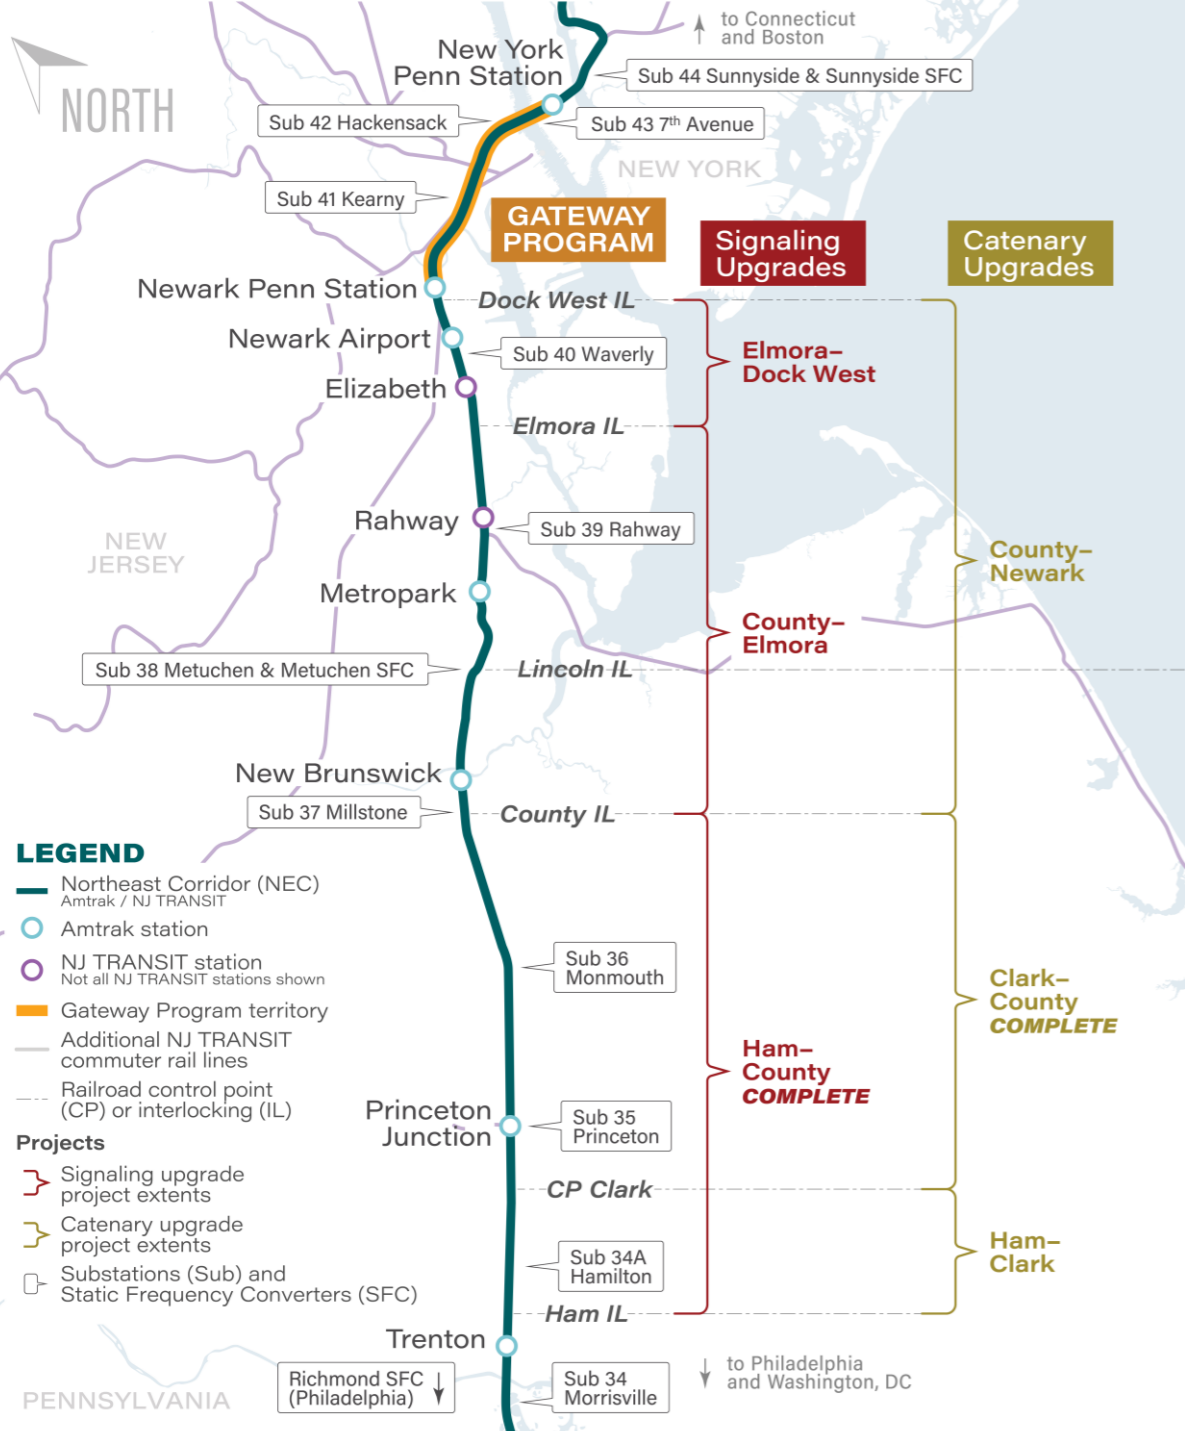 to Connecticut
and Boston
New York
Penn Station
Sub 44 Sunnyside & Sunnyside SFC
NORTH
Sub 42 Hackensack
Sub 43 7th Avenue
NEW YORK
Sub 41 Kearny
GATEWAY
PROGRAM
Signaling
Upgrades
Catenary
Upgrades
Newark Penn Station
Dock West IL
Newark Airport
Sub 40 Waverly
Elmora–
Dock West
Elizabeth
Elmora IL
Rahway
Sub 39 Rahway
NEW
JERSEY
County–
Newark
Metropark
County–
Elmora
Sub 38 Metuchen & Metuchen SFC
Lincoln IL
New Brunswick
Sub 37 Millstone
County IL
LEGEND
Northeast Corridor (NEC)
Amtrak / NJ TRANSIT
Amtrak station
NJ TRANSIT station
Not all NJ TRANSIT stations shown
Gateway Program territory
Additional NJ TRANSIT
commuter rail lines
Railroad control point
(CP) or interlocking (IL)
Projects
Signaling upgrade
project extents
Catenary upgrade
project extents
Substations (Sub) and
Static Frequency Converters (SFC)
Sub 36
Monmouth
Clark–
County
COMPLETE
Ham–
County
COMPLETE
Princeton
Junction
Sub 35
Princeton
CP Clark
Sub 34A
Hamilton
Ham–
Clark
Ham IL
Trenton
Richmond SFC
(Philadelphia)
Sub 34
Morrisville
to Philadelphia
and Washington, DC
PENNSYLVANIA